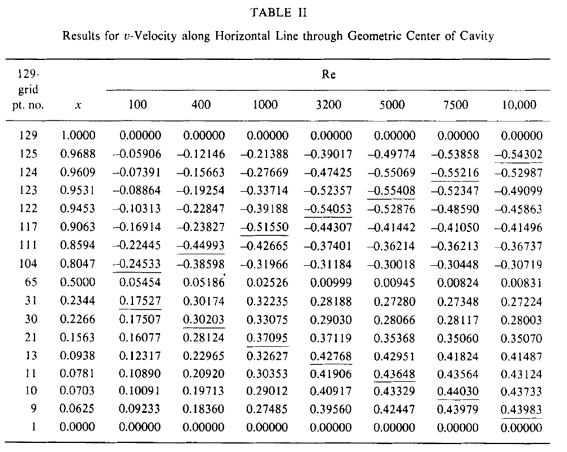 TABLE II
Results for v-Velocity along Horizontal Line through Geometric Center of Cavity
129-
grid Re
pt. no. x 100 400 1000 3200 5000 7500 10,000
129 1.0000 0.00000 0.00000 0.00000 0.00000 0.00000 0.00000 0.00000
125 0.9688 −0.05906 −0.12146 −0.21388 −0.39017 −0.49774 −0.53858 −0.54302
124 0.9609 −0.07391 −0.15663 −0.27669 −0.47425 −0.55069 −0.55216 −0.52987
123 0.9531 −0.08864 −0.19254 −0.33714 −0.52357 −0.55408 −0.52347 −0.49099
122 0.9453 −0.10313 −0.22847 −0.39188 −0.54053 −0.52876 −0.48590 −0.45863
117 0.9063 −0.16914 −0.23827 −0.51550 −0.44307 −0.41442 −0.41050 −0.41496
111 0.8594 −0.22445 −0.44993 −0.42665 −0.37401 −0.36214 −0.36213 −0.36737
104 0.8047 −0.24533 −0.38598 −0.31966 −0.31184 −0.30018 −0.30448 −0.30719
65 0.5000 0.05454 0.05186 0.02526 0.00999 0.00945 0.00824 0.00831
31 0.2344 0.17527 0.30174 0.32235 0.28188 0.27280 0.27348 0.27224
30 0.2266 0.17507 0.30203 0.33075 0.29030 0.28066 0.28117 0.28003
21 0.1563 0.16077 0.28124 0.37095 0.37119 0.35368 0.35060 0.35070
13 0.0938 0.12317 0.22965 0.32627 0.42768 0.42951 0.41824 0.41487
11 0.0781 0.10890 0.20920 0.30353 0.41906 0.43648 0.43564 0.43124
10 0.0703 0.10091 0.19713 0.29012 0.40917 0.43329 0.44030 0.43733
9 0.0625 0.09233 0.18360 0.27485 0.39560 0.42447 0.43979 0.43983
1 0.0000 0.00000 0.00000 0.00000 0.00000 0.00000 0.00000 0.00000